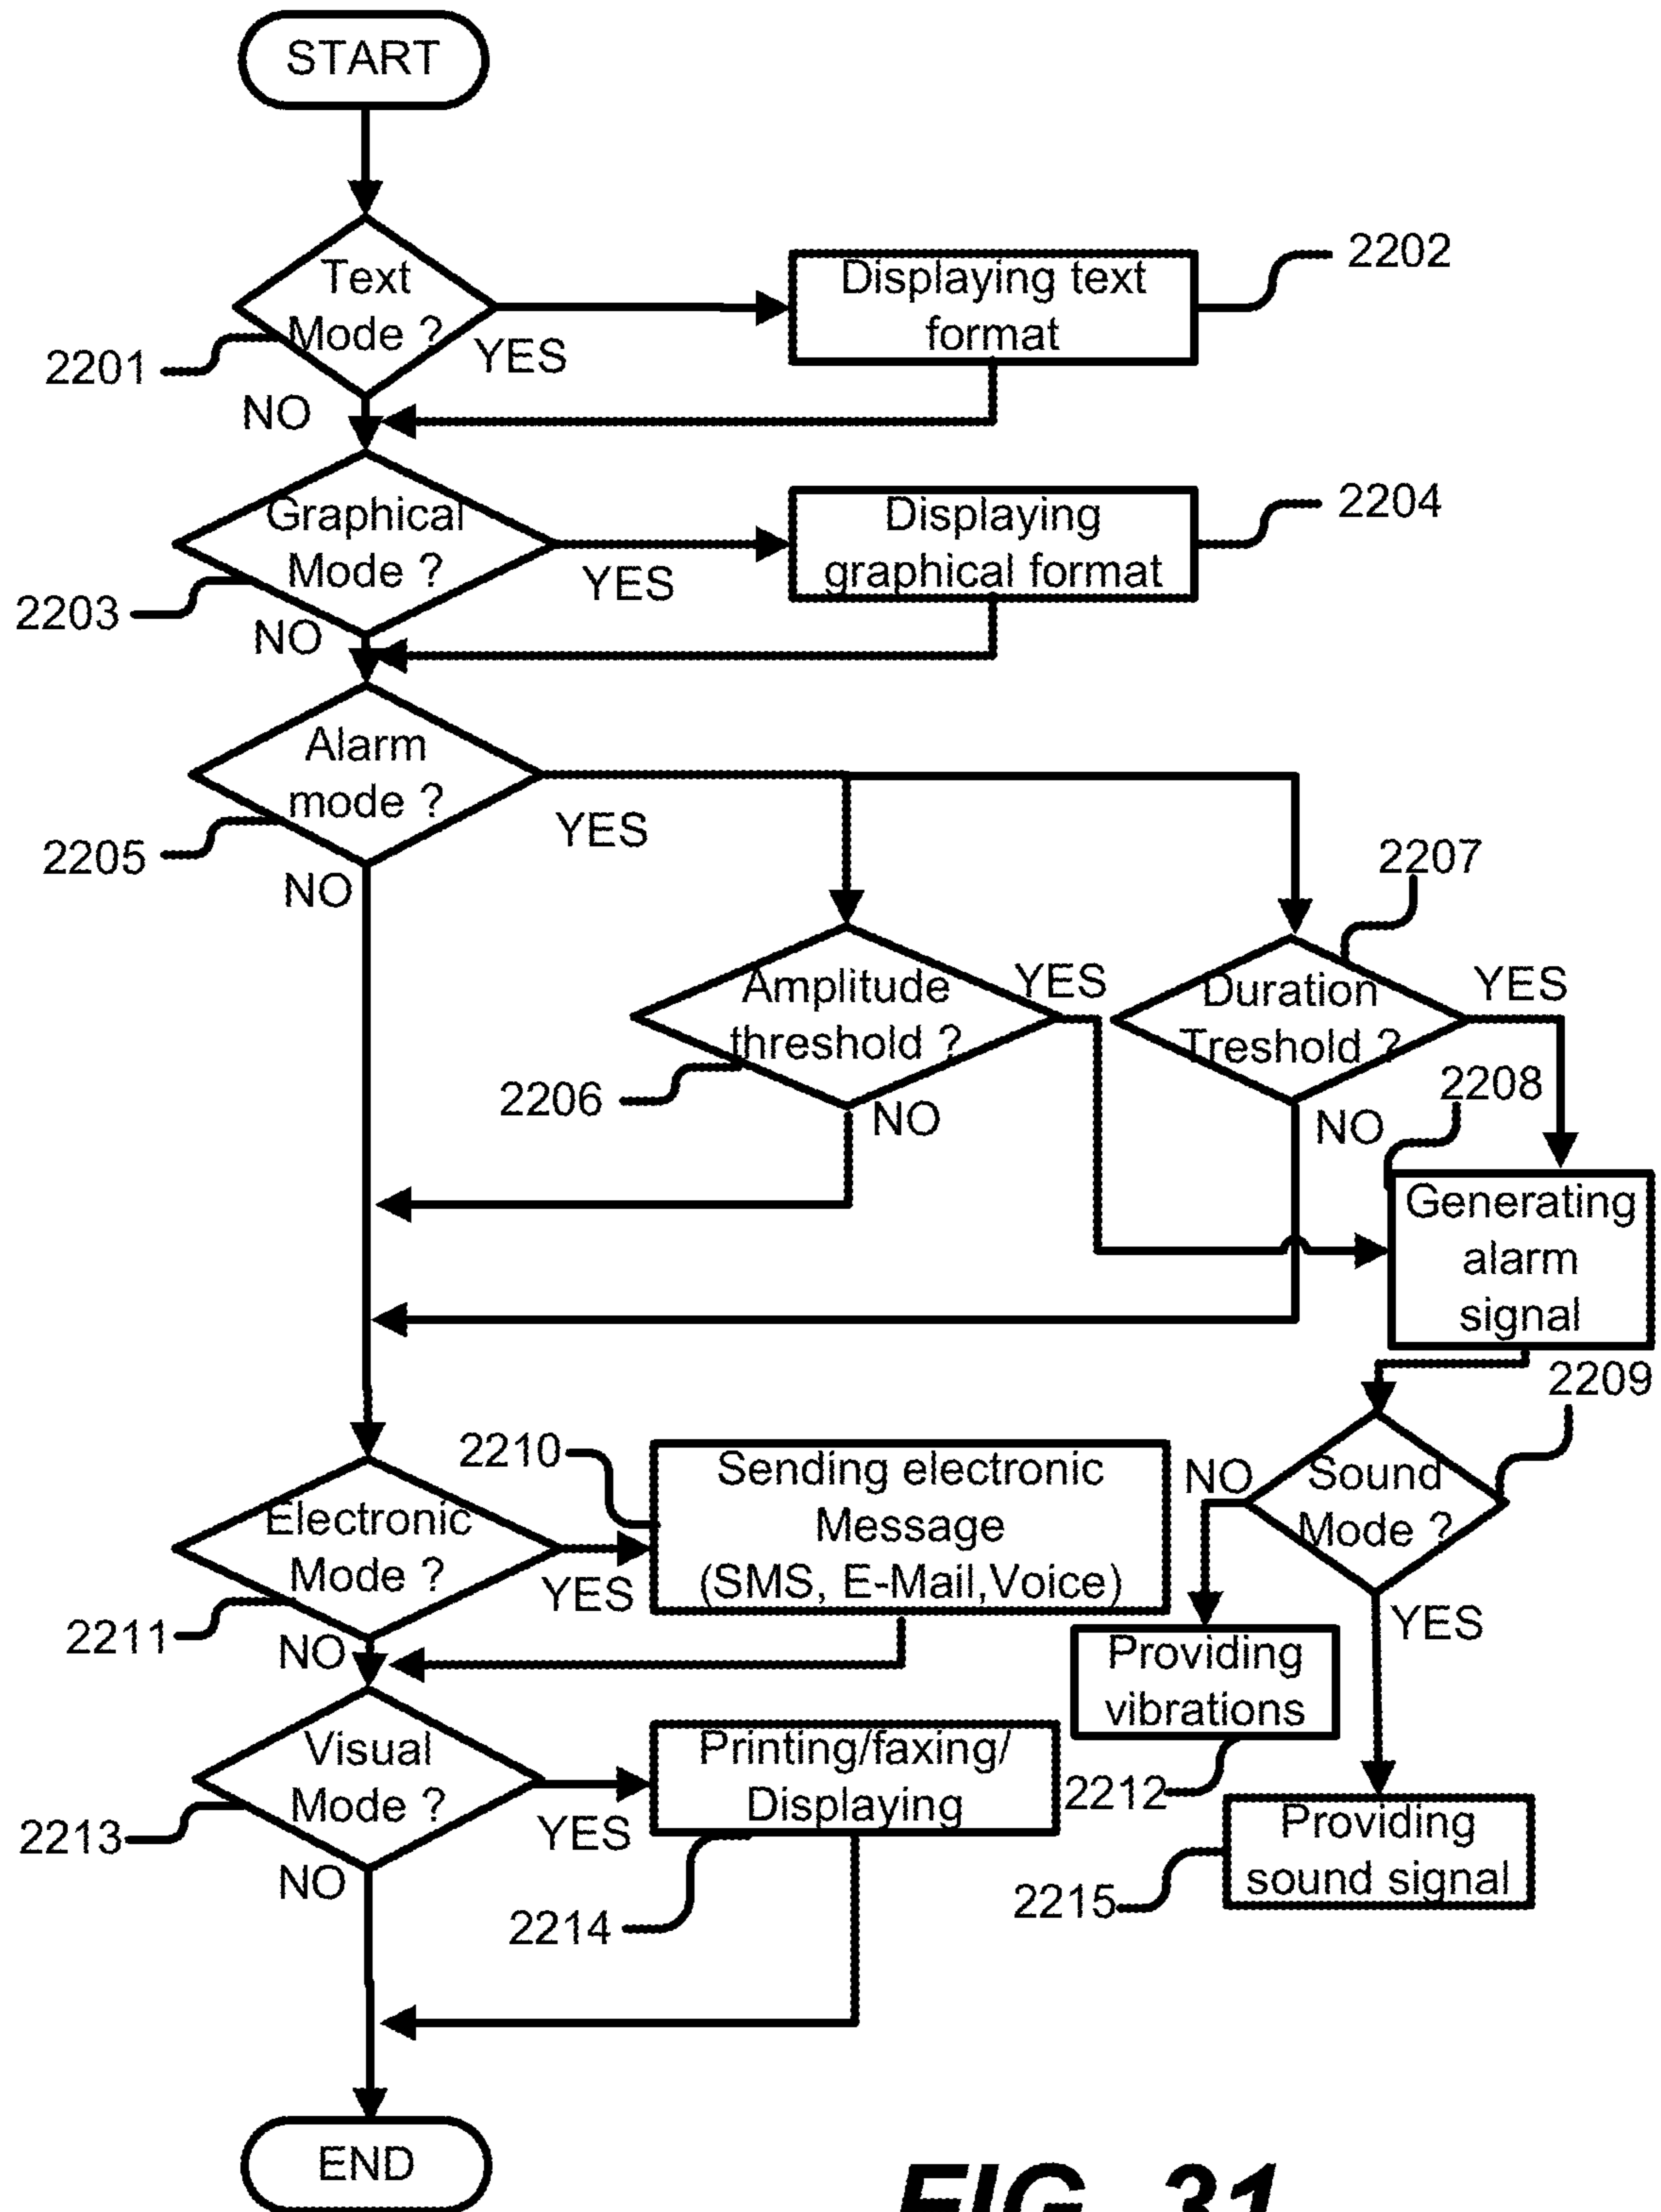 START
Text
Mode ?
2201
YES
NO
Displaying text
format
2202
Graphical
Mode ?
2203
YES
NO
Displaying
graphical format
2204
Alarm
mode ?
2205
YES
NO
Amplitude
threshold ?
2206
YES
NO
Duration
Treshold ?
2207
YES
NO
2208
Generating
alarm
signal
2209
Sound
Mode ?
NO
YES
2210
Sending electronic
Message
(SMS, E-Mail,Voice)
Electronic
Mode ?
2211
YES
NO
Providing
vibrations
2212
Visual
Mode ?
2213
YES
NO
Printing/faxing/
Displaying
2214
Providing
sound signal
2215
END
FIG. 31